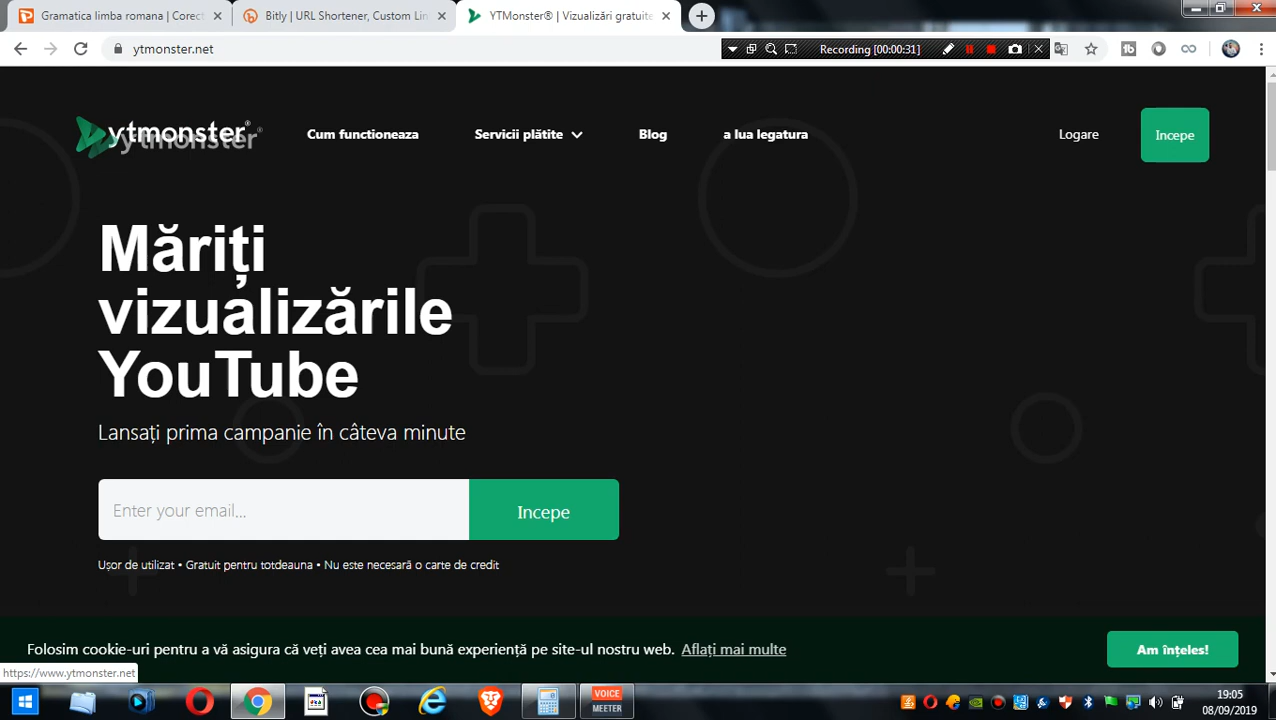 Gramatica limba romana | Corect
Bitly | URL Shortener, Custom Lin
YTMonster® | Vizualizări gratuite
ytmonster.net
Recording [00:00:31]
ytmonster®
Cum functioneaza
Servicii plătite
Blog
a lua legatura
Logare
Incepe
Măriți
vizualizările
YouTube
Lansați prima campanie în câteva minute
Enter your email...
Incepe
Ușor de utilizat • Gratuit pentru totdeauna • Nu este necesară o carte de credit
Folosim cookie-uri pentru a vă asigura că veți avea cea mai bună experiență pe site-ul nostru web. Aflați mai multe
Am înțeles!
https://www.ytmonster.net
VOICE
MEETER
19:05
08/09/2019